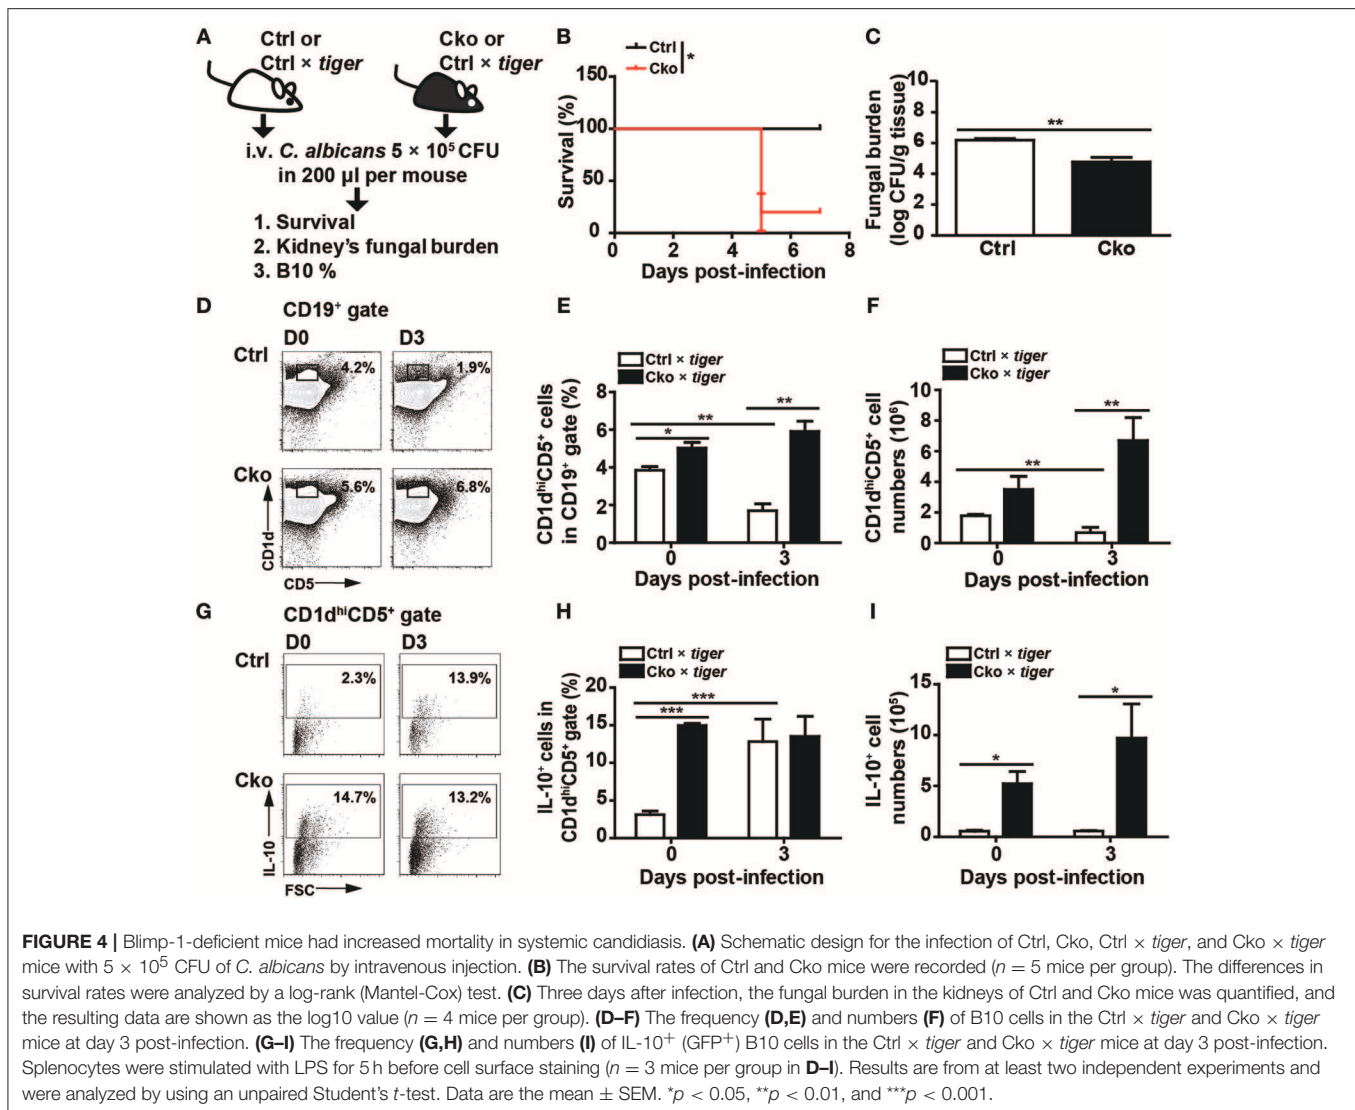 A
Ctrl or
Ctrl × tiger
Cko or
Ctrl × tiger
i.v. C. albicans 5 × 10⁵ CFU
in 200 μl per mouse
1. Survival
2. Kidney's fungal burden
3. B10 %
B
Ctrl
Cko
*
Survival (%)
150
100
50
0
0 2 4 6 8
Days post-infection
C
**
Fungal burden
(log CFU/g tissue)
10
8
6
4
2
0
Ctrl Cko
D
CD19⁺ gate
D0 D3
Ctrl
4.2% 1.9%
Cko
5.6% 6.8%
CD1d
CD5
E
Ctrl × tiger
Cko × tiger
CD1dʰⁱCD5⁺ cells
in CD19⁺ gate (%)
8
6
4
2
0
* ** **
0 3
Days post-infection
F
Ctrl × tiger
Cko × tiger
CD1dʰⁱCD5⁺ cell
numbers (10⁶)
10
8
6
4
2
0
** **
0 3
Days post-infection
G
CD1dʰⁱCD5⁺ gate
D0 D3
Ctrl
2.3% 13.9%
Cko
14.7% 13.2%
IL-10
FSC
H
Ctrl × tiger
Cko × tiger
IL-10⁺ cells in
CD1dʰⁱCD5⁺ gate (%)
20
15
10
5
0
*** ***
0 3
Days post-infection
I
Ctrl × tiger
Cko × tiger
IL-10⁺ cell
numbers (10⁵)
15
10
5
0
* *
0 3
Days post-infection
FIGURE 4 | Blimp-1-deficient mice had increased mortality in systemic candidiasis. (A) Schematic design for the infection of Ctrl, Cko, Ctrl × tiger, and Cko × tiger
mice with 5 × 10⁵ CFU of C. albicans by intravenous injection. (B) The survival rates of Ctrl and Cko mice were recorded (n = 5 mice per group). The differences in
survival rates were analyzed by a log-rank (Mantel-Cox) test. (C) Three days after infection, the fungal burden in the kidneys of Ctrl and Cko mice was quantified, and
the resulting data are shown as the log10 value (n = 4 mice per group). (D–F) The frequency (D,E) and numbers (F) of B10 cells in the Ctrl × tiger and Cko × tiger
mice at day 3 post-infection. (G–I) The frequency (G,H) and numbers (I) of IL-10⁺ (GFP⁺) B10 cells in the Ctrl × tiger and Cko × tiger mice at day 3 post-infection.
Splenocytes were stimulated with LPS for 5 h before cell surface staining (n = 3 mice per group in D–I). Results are from at least two independent experiments and
were analyzed by using an unpaired Student's t-test. Data are the mean ± SEM. *p < 0.05, **p < 0.01, and ***p < 0.001.